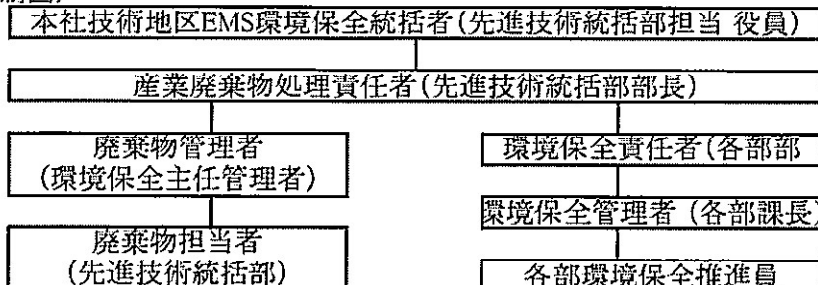 制図)
本社技術地区EMS環境保全統括者(先進技術統括部担当 役員)
産業廃棄物処理責任者(先進技術統括部部長)
廃棄物管理者
(環境保全主任管理者)
環境保全責任者(各部部
環境保全管理者(各部課長)
廃棄物担当者
(先進技術統括部)
各部環境保全推進員